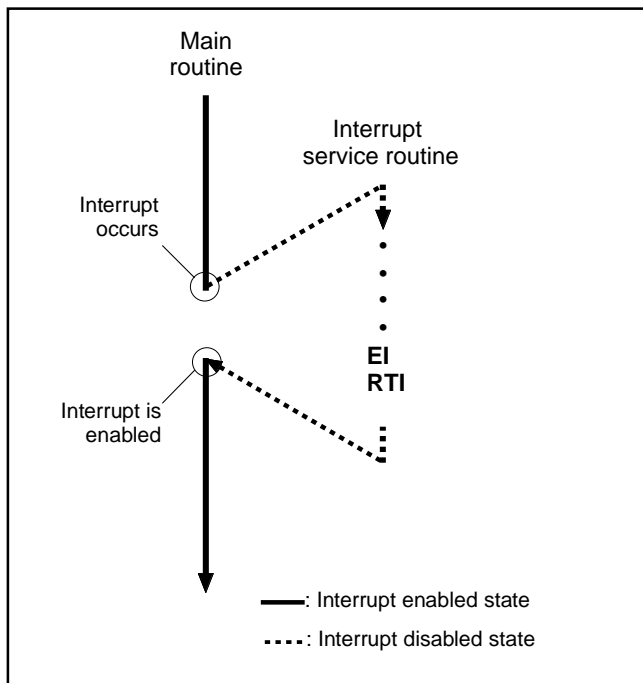 Main
routine
Interrupt
service routine
Interrupt
occurs
EI
RTI
Interrupt is
enabled
: Interrupt enabled state
: Interrupt disabled state